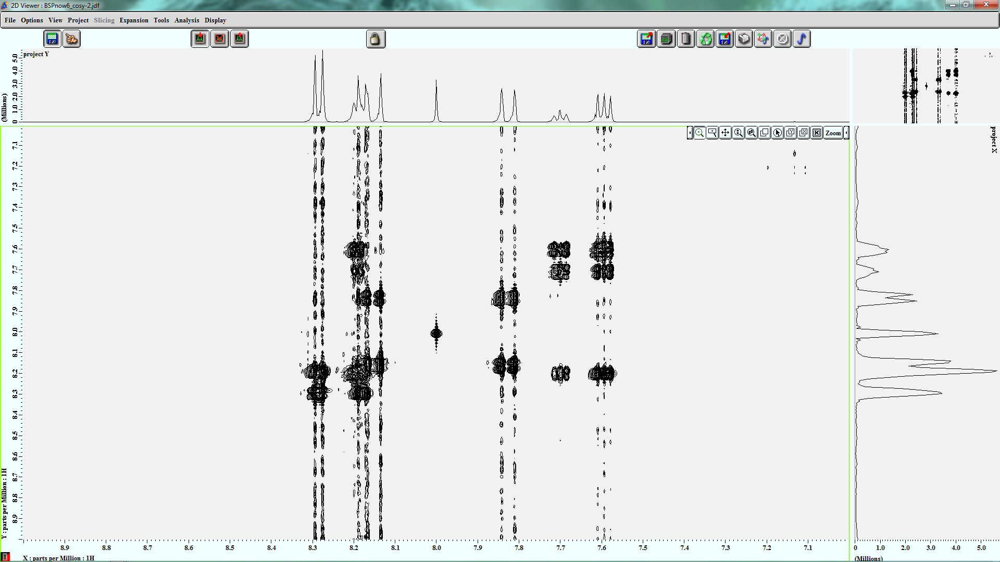 2D Viewer : BSPnow6_cosy-2.jdf
File Options View Project Slicing Expansion Tools Analysis Display
project Y
(Millions)
0 1.0 2.0 3.0 4.0 5.0
Zoom
project X
7.1
7.2
7.3
7.4
7.5
7.6
7.7
7.8
7.9
8.0
8.1
8.2
8.3
8.4
8.5
8.6
8.7
8.8
8.9
Y : parts per Million : 1H
8.9 8.8 8.7 8.6 8.5 8.4 8.3 8.2 8.1 8.0 7.9 7.8 7.7 7.6 7.5 7.4 7.3 7.2 7.1
X : parts per Million : 1H
0 1.0 2.0 3.0 4.0 5.0
(Millions)